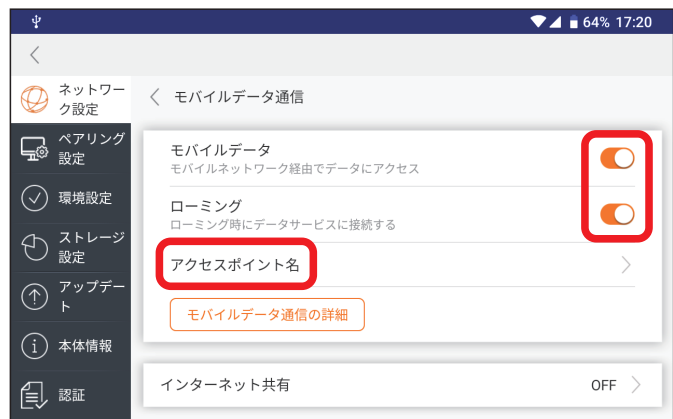 64% 17:20
ネットワー
ク設定
ペアリング
設定
環境設定
ストレージ
設定
アップデー
ト
本体情報
認証
モバイルデータ通信
モバイルデータ
モバイルネットワーク経由でデータにアクセス
ローミング
ローミング時にデータサービスに接続する
アクセスポイント名
モバイルデータ通信の詳細
インターネット共有 OFF